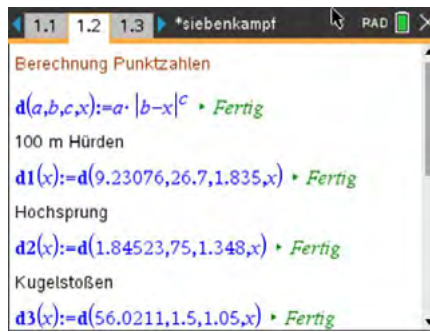 1.1 1.2 1.3 *siebenkampf RAD
Berechnung Punktzahlen
d(a,b,c,x):=a·|b−x|^c ▸ Fertig
100 m Hürden
d1(x):=d(9.23076,26.7,1.835,x) ▸ Fertig
Hochsprung
d2(x):=d(1.84523,75,1.348,x) ▸ Fertig
Kugelstoßen
d3(x):=d(56.0211,1.5,1.05,x) ▸ Fertig